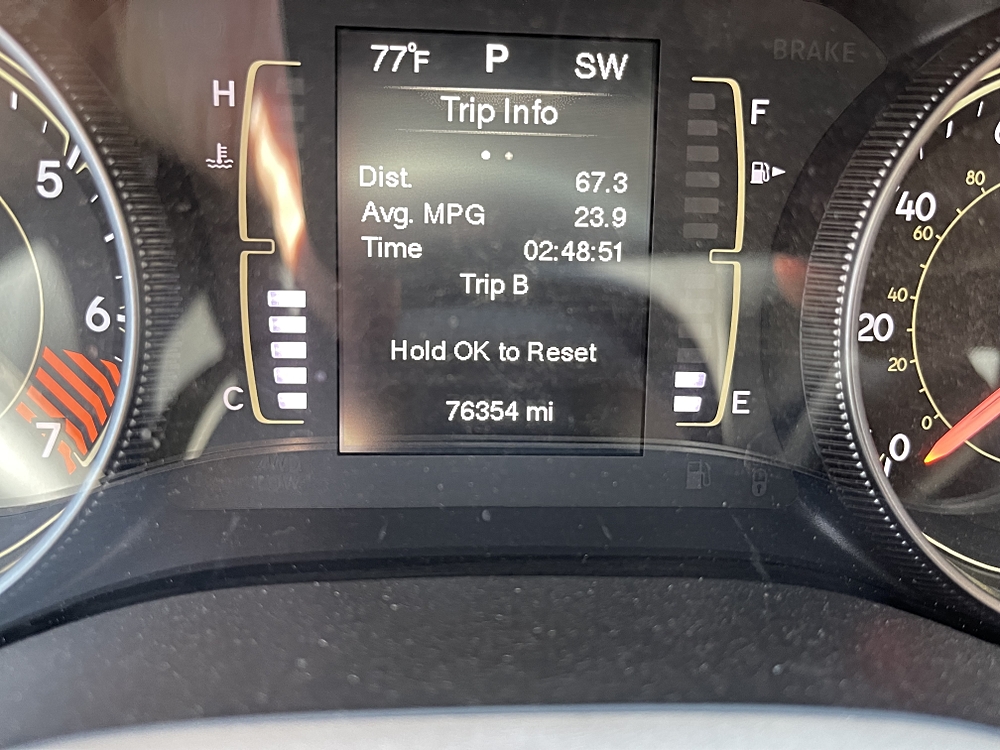 77°F P SW
BRAKE
H
F
Trip Info
Dist. 67.3
Avg. MPG 23.9
Time 02:48:51
Trip B
Hold OK to Reset
76354 mi
C
E
5
6
7
80
40
60
40
20
20
0
0